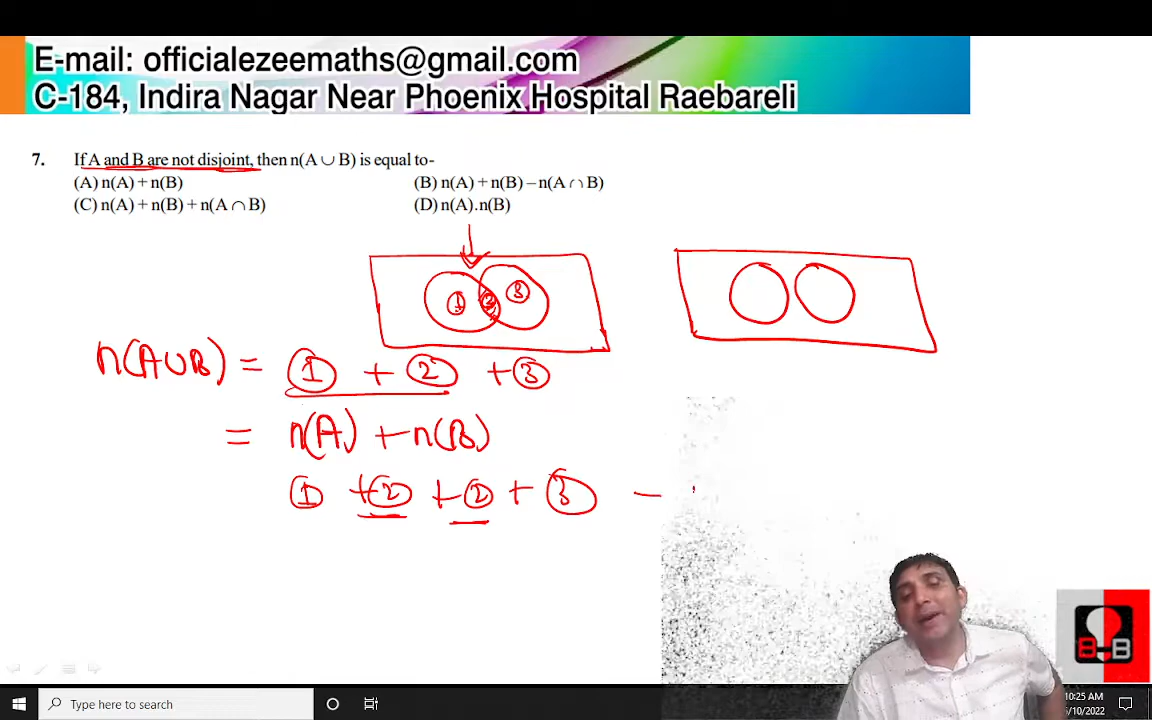 E-mail: officialezeemaths@gmail.com
C-184, Indira Nagar Near Phoenix Hospital Raebareli
7. If A and B are not disjoint, then n(A ∪ B) is equal to-
(A) n(A) + n(B) (B) n(A) + n(B) – n(A ∩ B)
(C) n(A) + n(B) + n(A ∩ B) (D) n(A).n(B)
① ② ③
n(A∪B) = ① + ② + ③
= n(A) + n(B)
① + ② + ② + ③ –
B B
Type here to search
10:25 AM
/10/2022